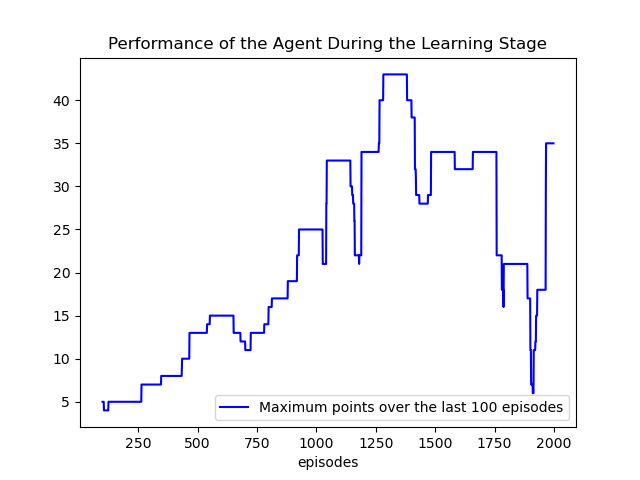 Performance of the Agent During the Learning Stage
40
35
30
25
20
15
10
5
Maximum points over the last 100 episodes
250 500 750 1000 1250 1500 1750 2000
episodes